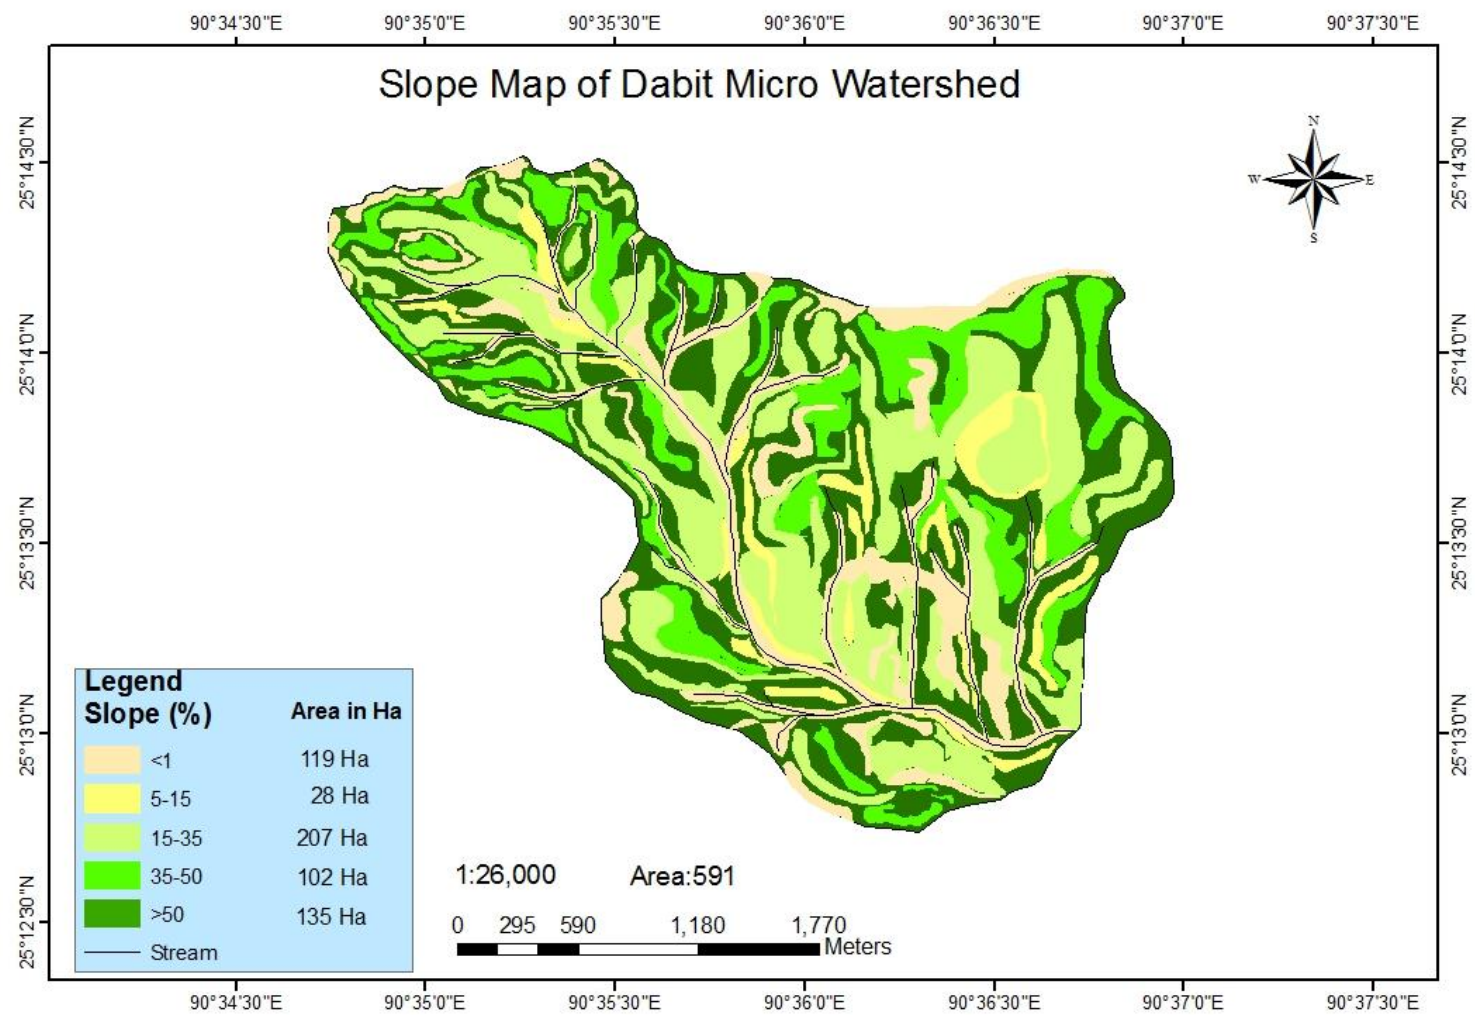 90°34'30"E 90°35'0"E 90°35'30"E 90°36'0"E 90°36'30"E 90°37'0"E 90°37'30"E
Slope Map of Dabit Micro Watershed
N
W E
S
25°14'30"N 25°14'30"N
25°14'0"N 25°14'0"N
25°13'30"N 25°13'30"N
25°13'0"N 25°13'0"N
25°12'30"N 25°12'30"N
Legend
Slope (%) Area in Ha
<1 119 Ha
5-15 28 Ha
15-35 207 Ha
35-50 102 Ha
>50 135 Ha
Stream
1:26,000 Area:591
0 295 590 1,180 1,770
Meters
90°34'30"E 90°35'0"E 90°35'30"E 90°36'0"E 90°36'30"E 90°37'0"E 90°37'30"E